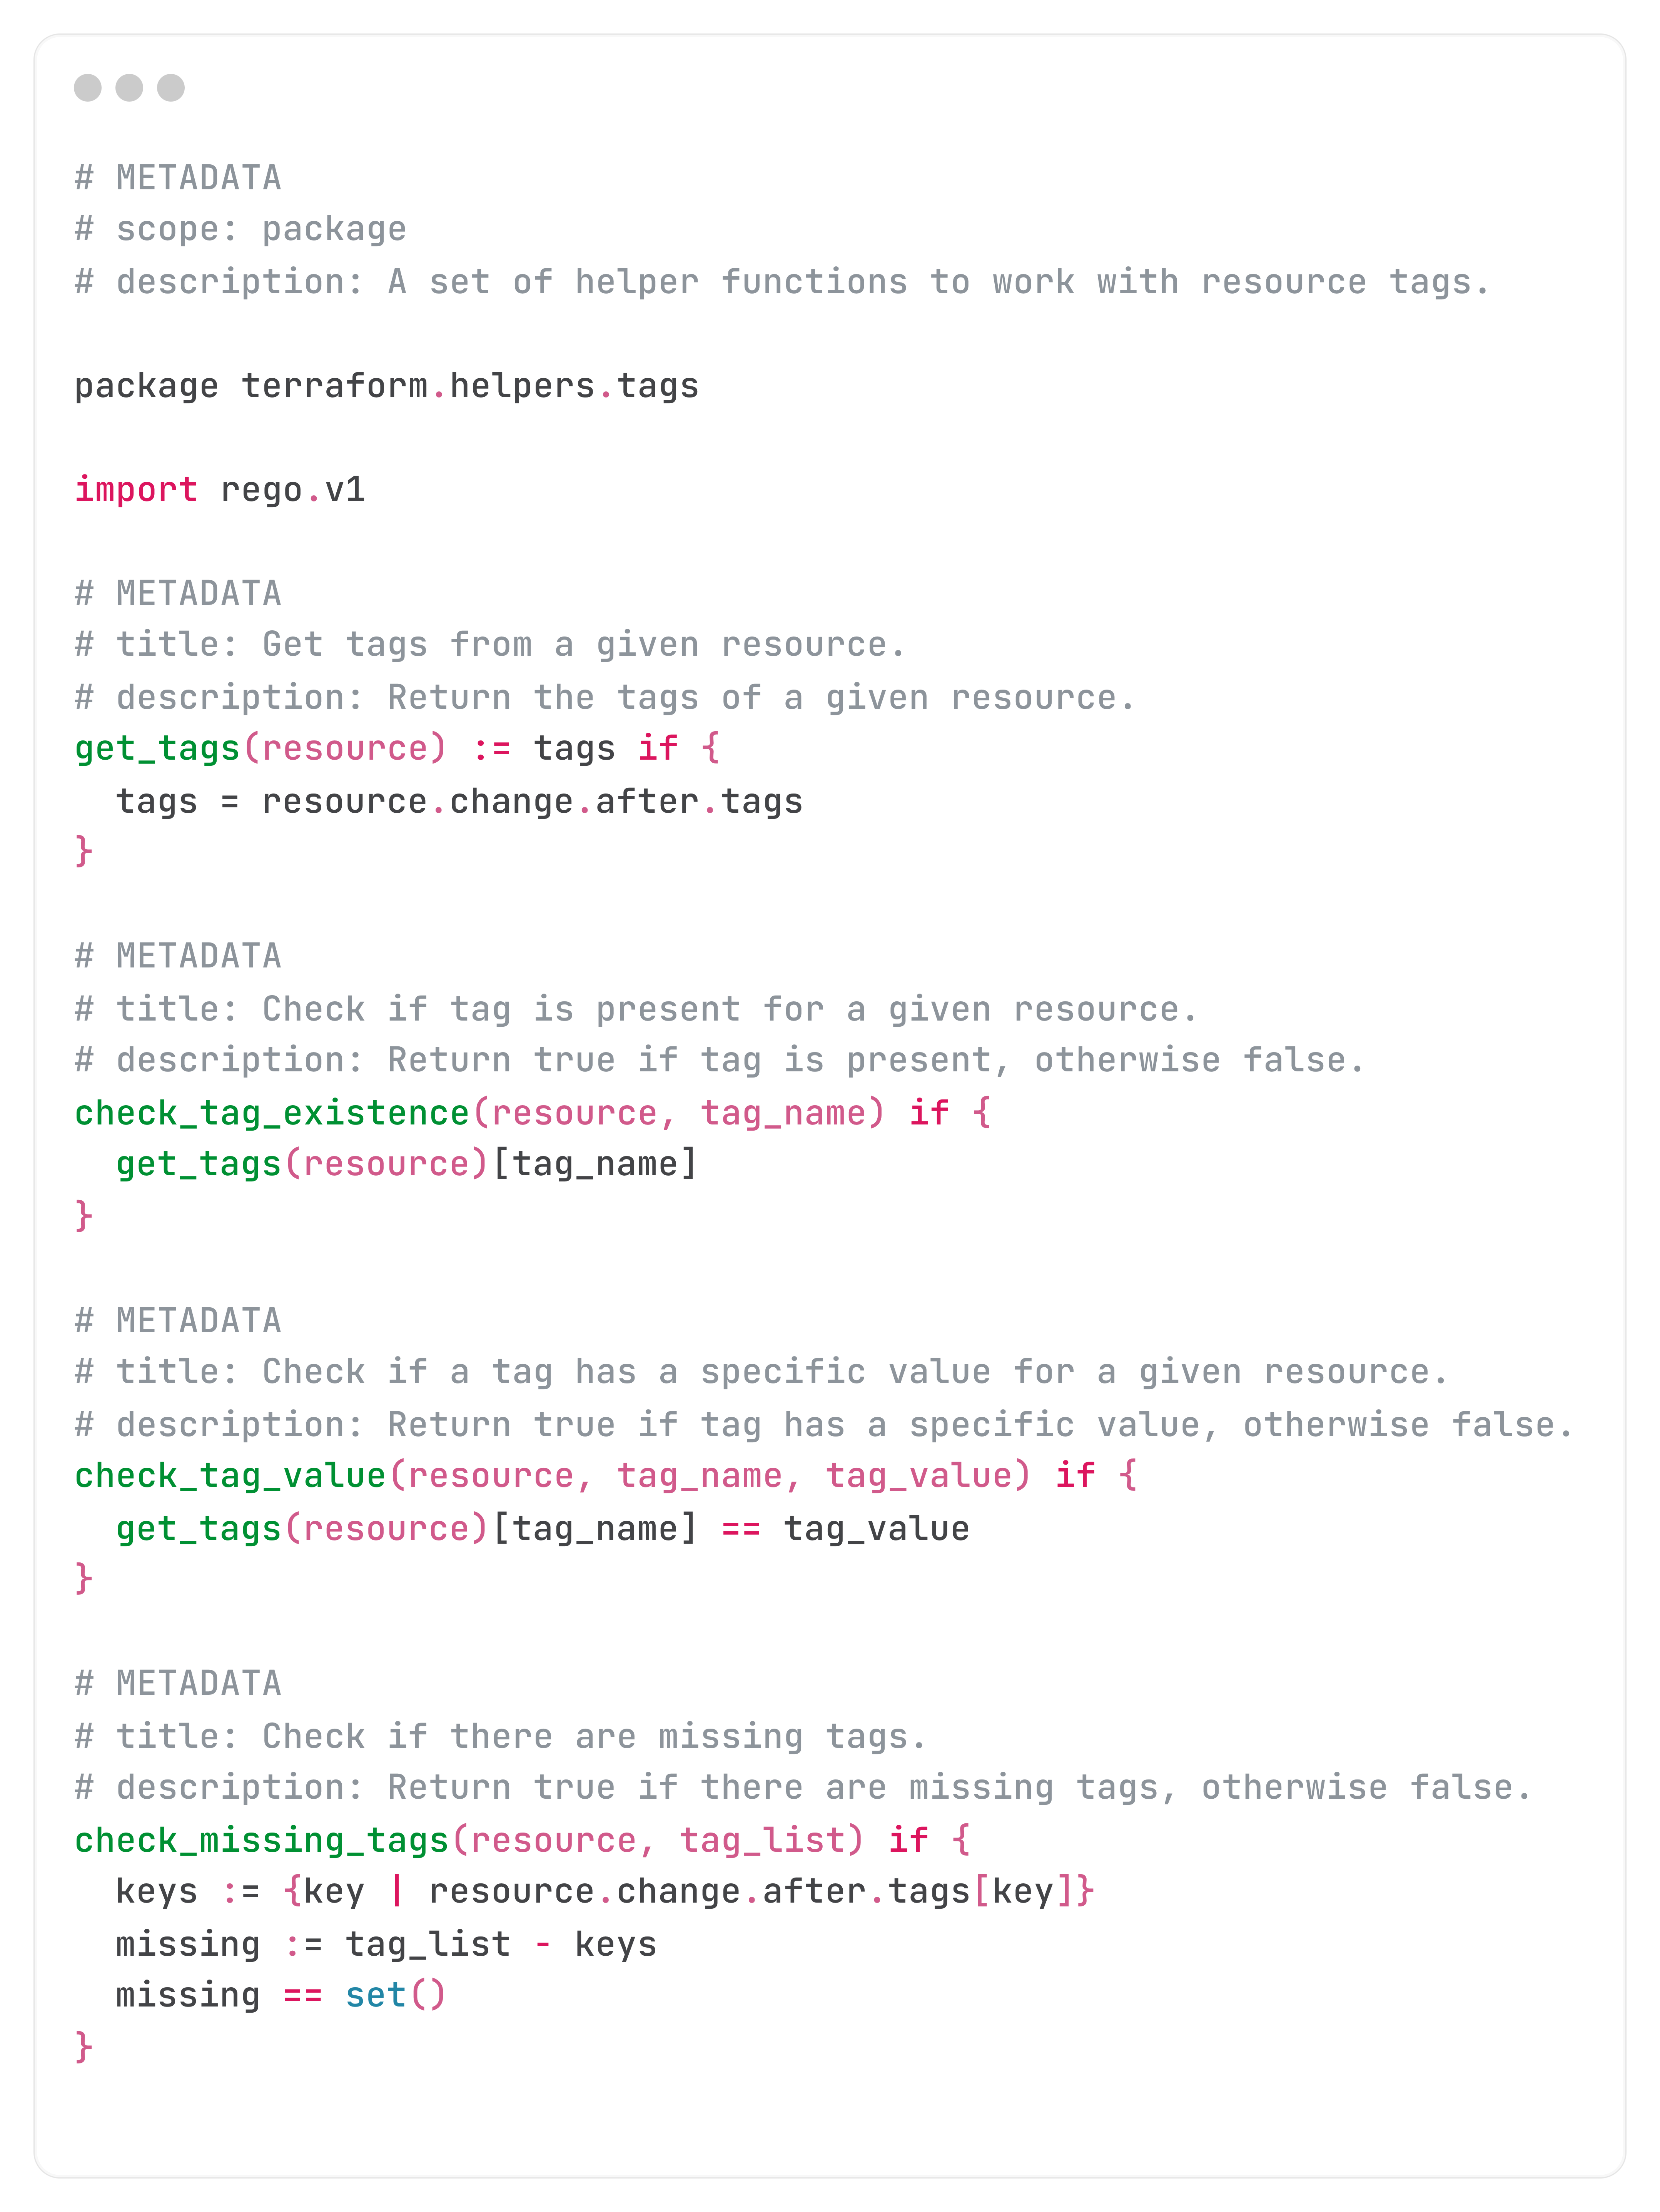 # METADATA
# scope: package
# description: A set of helper functions to work with resource tags.

package terraform.helpers.tags

import rego.v1

# METADATA
# title: Get tags from a given resource.
# description: Return the tags of a given resource.
get_tags(resource) := tags if {
  tags = resource.change.after.tags
}

# METADATA
# title: Check if tag is present for a given resource.
# description: Return true if tag is present, otherwise false.
check_tag_existence(resource, tag_name) if {
  get_tags(resource)[tag_name]
}

# METADATA
# title: Check if a tag has a specific value for a given resource.
# description: Return true if tag has a specific value, otherwise false.
check_tag_value(resource, tag_name, tag_value) if {
  get_tags(resource)[tag_name] == tag_value
}

# METADATA
# title: Check if there are missing tags.
# description: Return true if there are missing tags, otherwise false.
check_missing_tags(resource, tag_list) if {
  keys := {key | resource.change.after.tags[key]}
  missing := tag_list - keys
  missing == set()
}